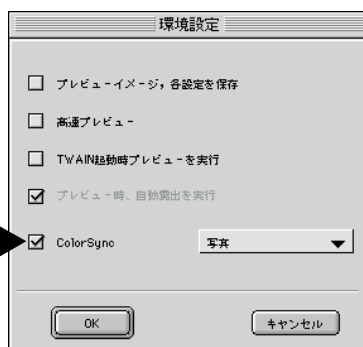 環境設定
プレビューイメージ，各設定を保存
高速プレビュー
TWAIN起動時プレビューを実行
プレビュー時、自動露出を実行
ColorSync 写真
OK キャンセル